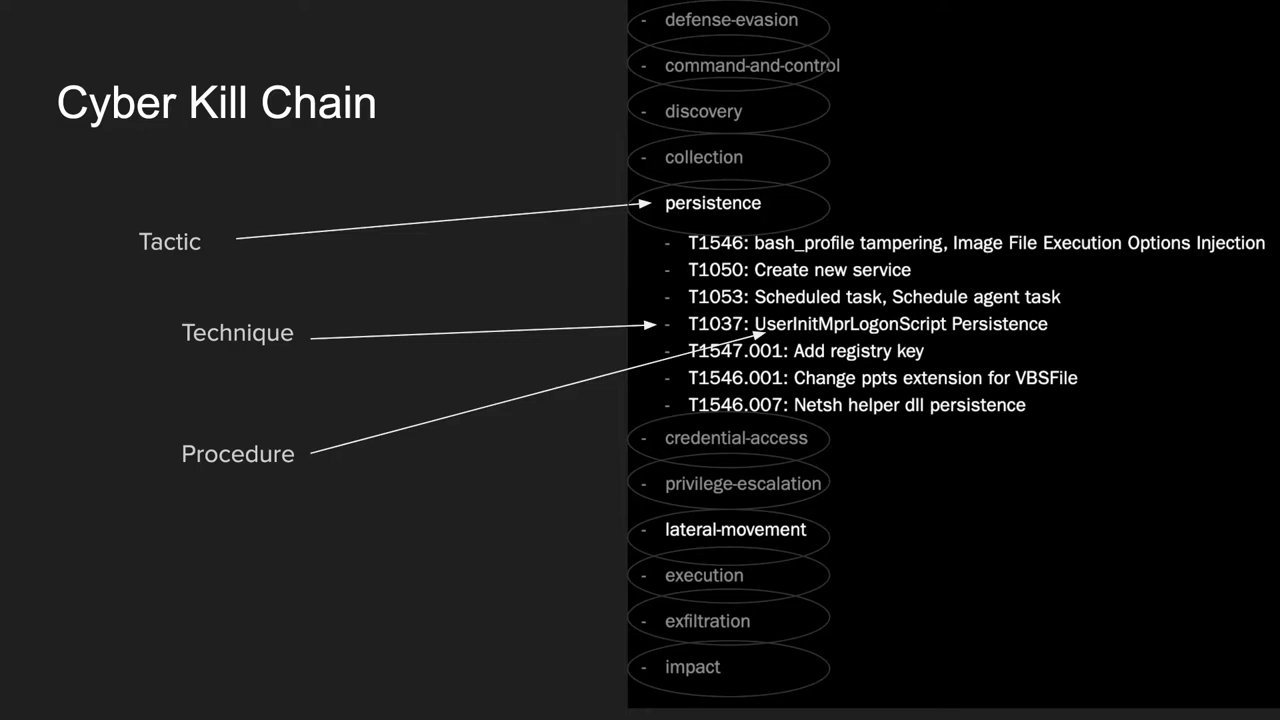 Cyber Kill Chain
Tactic
Technique
Procedure
- defense-evasion
- command-and-control
- discovery
- collection
persistence
- T1546: bash_profile tampering, Image File Execution Options Injection
- T1050: Create new service
- T1053: Scheduled task, Schedule agent task
- T1037: UserInitMprLogonScript Persistence
- T1547.001: Add registry key
- T1546.001: Change ppts extension for VBSFile
- T1546.007: Netsh helper dll persistence
- credential-access
- privilege-escalation
- lateral-movement
- execution
- exfiltration
- impact